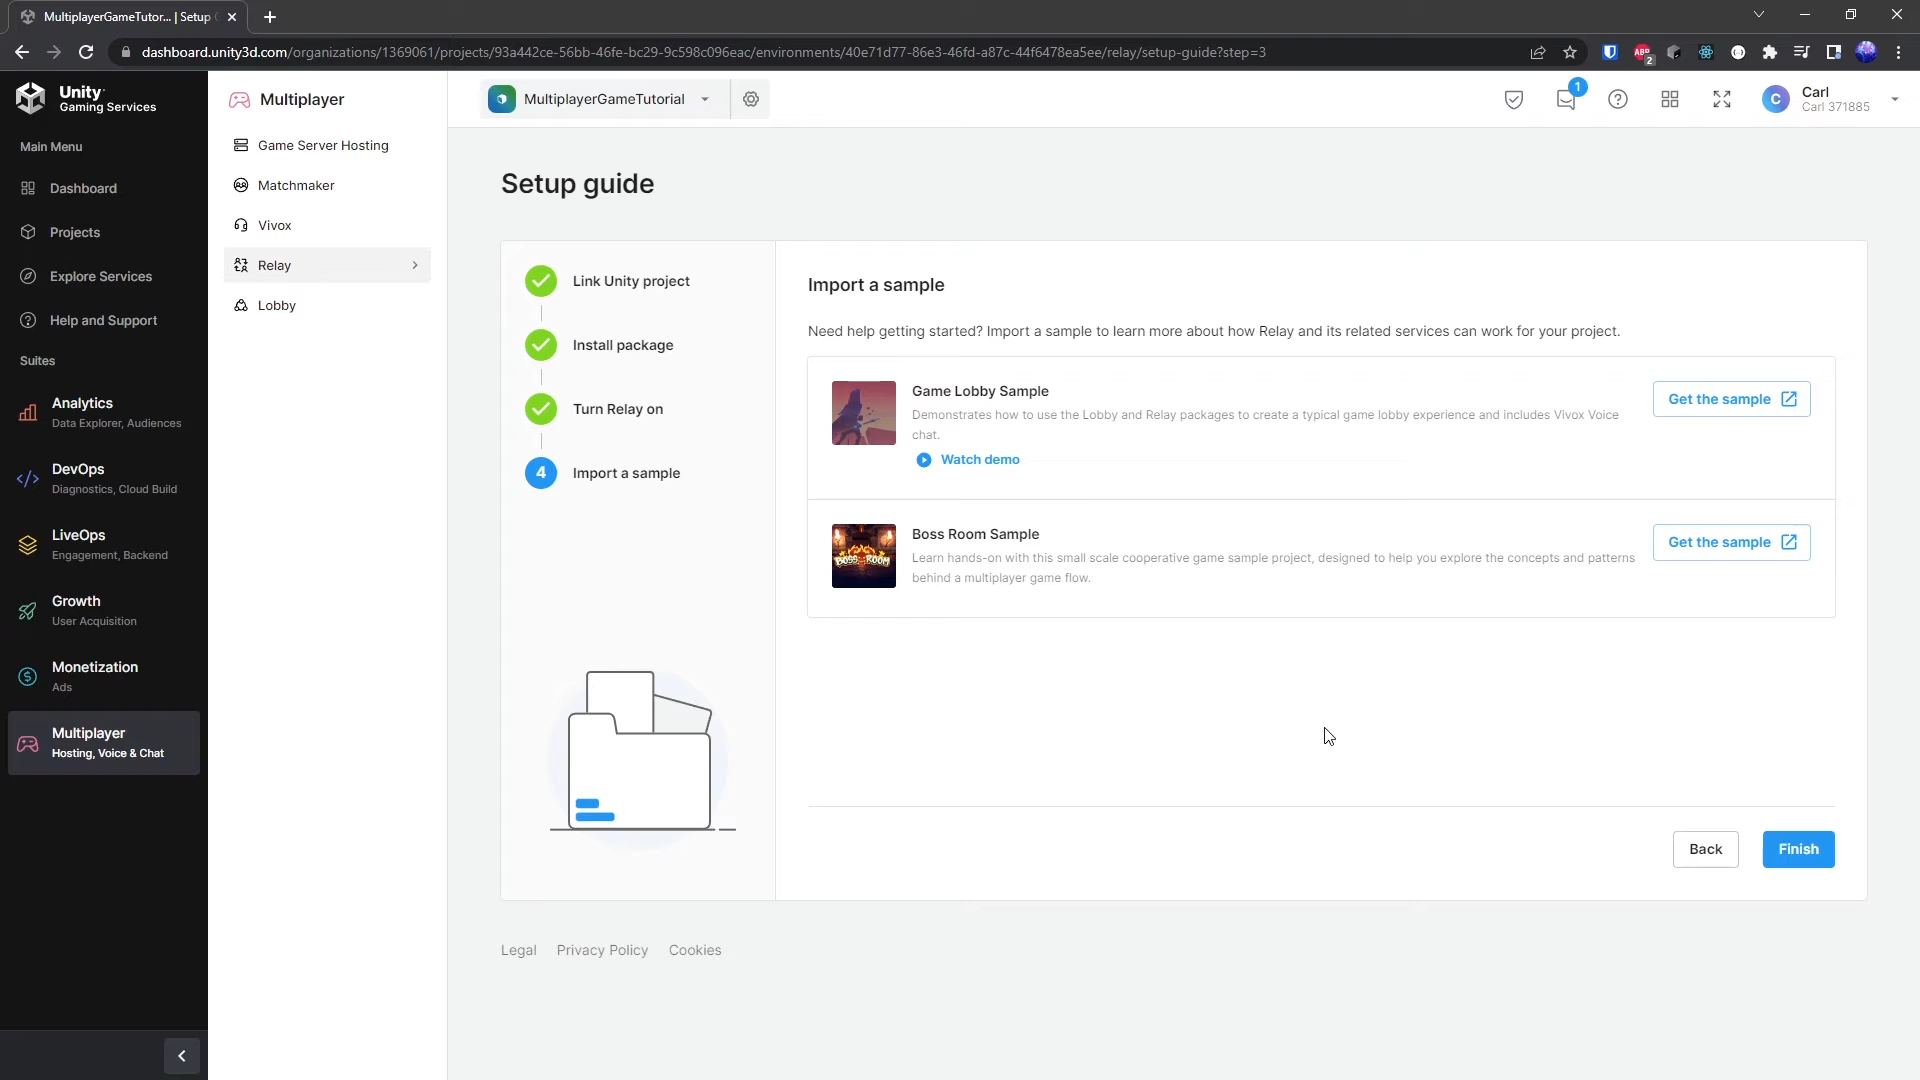 MultiplayerGameTutor... | Setup
dashboard.unity3d.com/organizations/1369061/projects/93a442ce-56bb-46fe-bc29-9c598c096eac/environments/40e71d77-86e3-46fd-a87c-44f6478ea5ee/relay/setup-guide?step=3
ABP
2
Unity
Gaming Services
Main Menu
Dashboard
Projects
Explore Services
Help and Support
Suites
Analytics
Data Explorer, Audiences
DevOps
Diagnostics, Cloud Build
LiveOps
Engagement, Backend
Growth
User Acquisition
Monetization
Ads
Multiplayer
Hosting, Voice & Chat
Multiplayer
Game Server Hosting
Matchmaker
Vivox
Relay
Lobby
MultiplayerGameTutorial
1
C
Carl
Carl 371885
Setup guide
Link Unity project
Install package
Turn Relay on
4
Import a sample
Import a sample
Need help getting started? Import a sample to learn more about how Relay and its related services can work for your project.
Game Lobby Sample
Demonstrates how to use the Lobby and Relay packages to create a typical game lobby experience and includes Vivox Voice
chat.
Watch demo
Get the sample
BOSS ROOM
Boss Room Sample
Learn hands-on with this small scale cooperative game sample project, designed to help you explore the concepts and patterns
behind a multiplayer game flow.
Get the sample
Back
Finish
Legal
Privacy Policy
Cookies